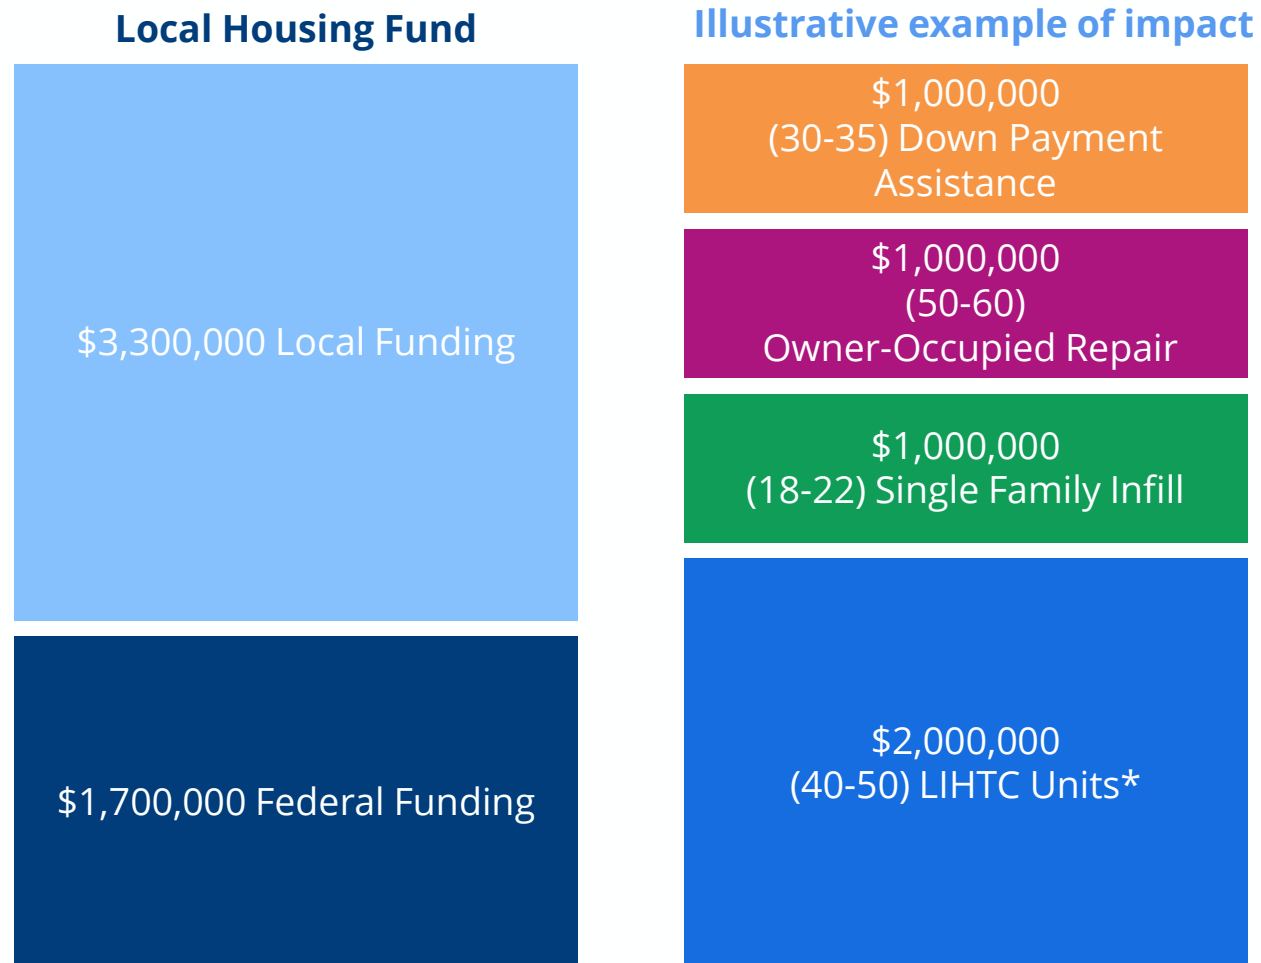 Local Housing Fund
$3,300,000 Local Funding
$1,700,000 Federal Funding
Illustrative example of impact
$1,000,000
(30-35) Down Payment
Assistance
$1,000,000
(50-60)
Owner-Occupied Repair
$1,000,000
(18-22) Single Family Infill
$2,000,000
(40-50) LIHTC Units*